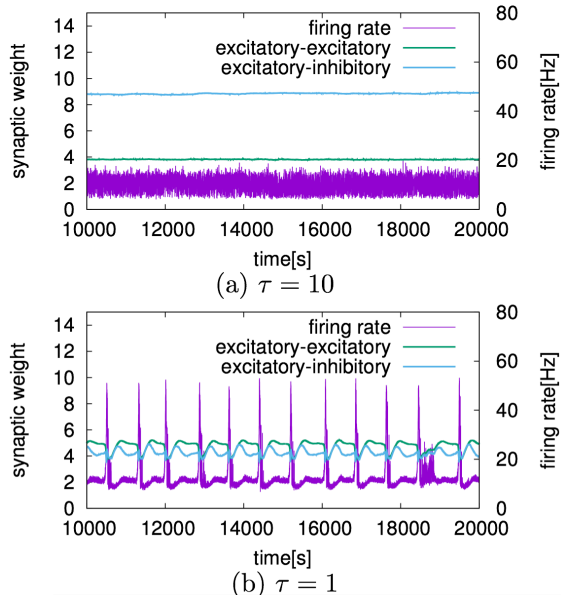 14
12
10
8
6
4
2
0
synaptic weight
firing rate
excitatory-excitatory
excitatory-inhibitory
80
60
40
20
0
firing rate[Hz]
10000 12000 14000 16000 18000 20000
time[s]
(a) τ = 10
14
12
10
8
6
4
2
0
synaptic weight
firing rate
excitatory-excitatory
excitatory-inhibitory
80
60
40
20
0
firing rate[Hz]
10000 12000 14000 16000 18000 20000
time[s]
(b) τ = 1